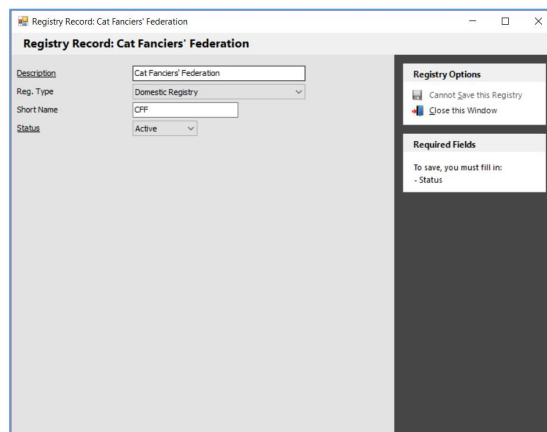 Registry Record: Cat Fanciers' Federation
Registry Record: Cat Fanciers' Federation
Description Cat Fanciers' Federation
Reg. Type Domestic Registry
Short Name CFF
Status Active
Registry Options
Cannot Save this Registry
Close this Window
Required Fields
To save, you must fill in:
- Status